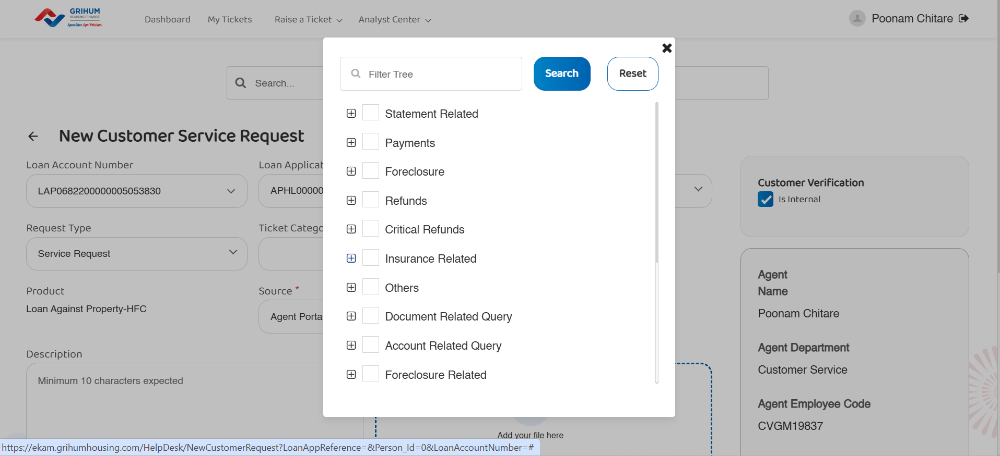 GRIHUM
HOUSING FINANCE
Apna Ghar. Apni Pehchan.
Dashboard
My Tickets
Raise a Ticket
Analyst Center
Poonam Chitare
Search...
Filter Tree
Search
Reset
Statement Related
Payments
Foreclosure
Refunds
Critical Refunds
Insurance Related
Others
Document Related Query
Account Related Query
Foreclosure Related
New Customer Service Request
Loan Account Number
LAP0682200000005053830
Loan Applicat
APHL00000
Request Type
Service Request
Ticket Catego
Product
Loan Against Property-HFC
Source *
Agent Porta
Description
Minimum 10 characters expected
Add your file here
Customer Verification
Is Internal
Agent
Name
Poonam Chitare
Agent Department
Customer Service
Agent Employee Code
CVGM19837
https://ekam.grihumhousing.com/HelpDesk/NewCustomerRequest?LoanAppReference=&Person_Id=0&LoanAccountNumber=#